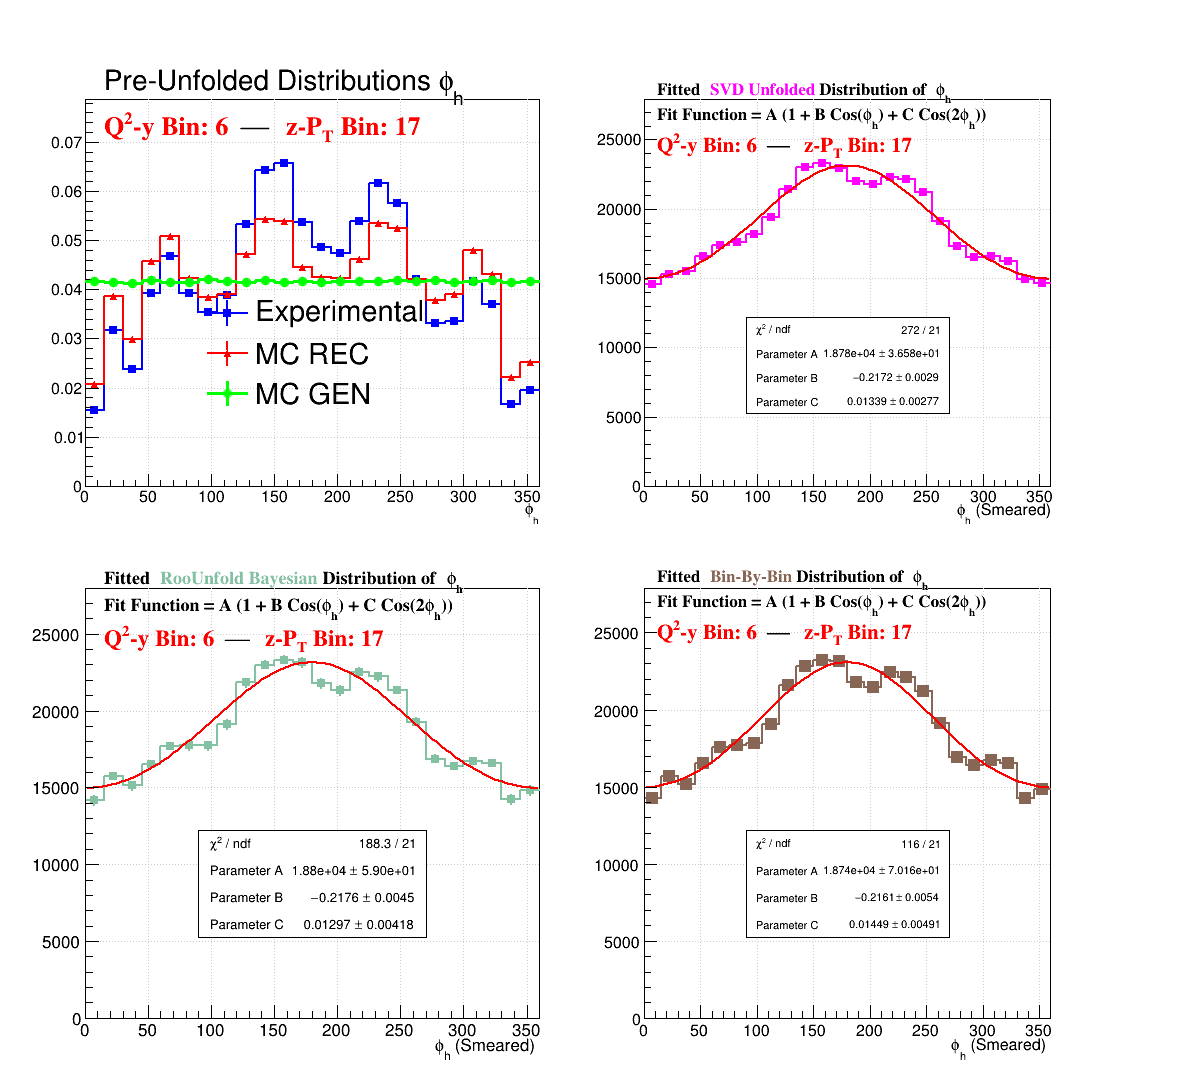 Pre-Unfolded Distributions ϕh
Q²-y Bin: 6 — z-PT Bin: 17
0.07
0.06
0.05
0.04
0.03
0.02
0.01
0
Experimental
MC REC
MC GEN
0 50 100 150 200 250 300 350
ϕh
Fitted SVD Unfolded Distribution of ϕh
Fit Function = A (1 + B Cos(ϕh) + C Cos(2ϕh))
Q²-y Bin: 6 — z-PT Bin: 17
25000
20000
15000
10000
5000
0
χ² / ndf 272 / 21
Parameter A 1.878e+04 ± 3.658e+01
Parameter B −0.2172 ± 0.0029
Parameter C 0.01339 ± 0.00277
0 50 100 150 200 250 300 350
ϕh (Smeared)
Fitted RooUnfold Bayesian Distribution of ϕh
Fit Function = A (1 + B Cos(ϕh) + C Cos(2ϕh))
Q²-y Bin: 6 — z-PT Bin: 17
25000
20000
15000
10000
5000
0
χ² / ndf 188.3 / 21
Parameter A 1.88e+04 ± 5.90e+01
Parameter B −0.2176 ± 0.0045
Parameter C 0.01297 ± 0.00418
0 50 100 150 200 250 300 350
ϕh (Smeared)
Fitted Bin-By-Bin Distribution of ϕh
Fit Function = A (1 + B Cos(ϕh) + C Cos(2ϕh))
Q²-y Bin: 6 — z-PT Bin: 17
25000
20000
15000
10000
5000
0
χ² / ndf 116 / 21
Parameter A 1.874e+04 ± 7.016e+01
Parameter B −0.2161 ± 0.0054
Parameter C 0.01449 ± 0.00491
0 50 100 150 200 250 300 350
ϕh (Smeared)